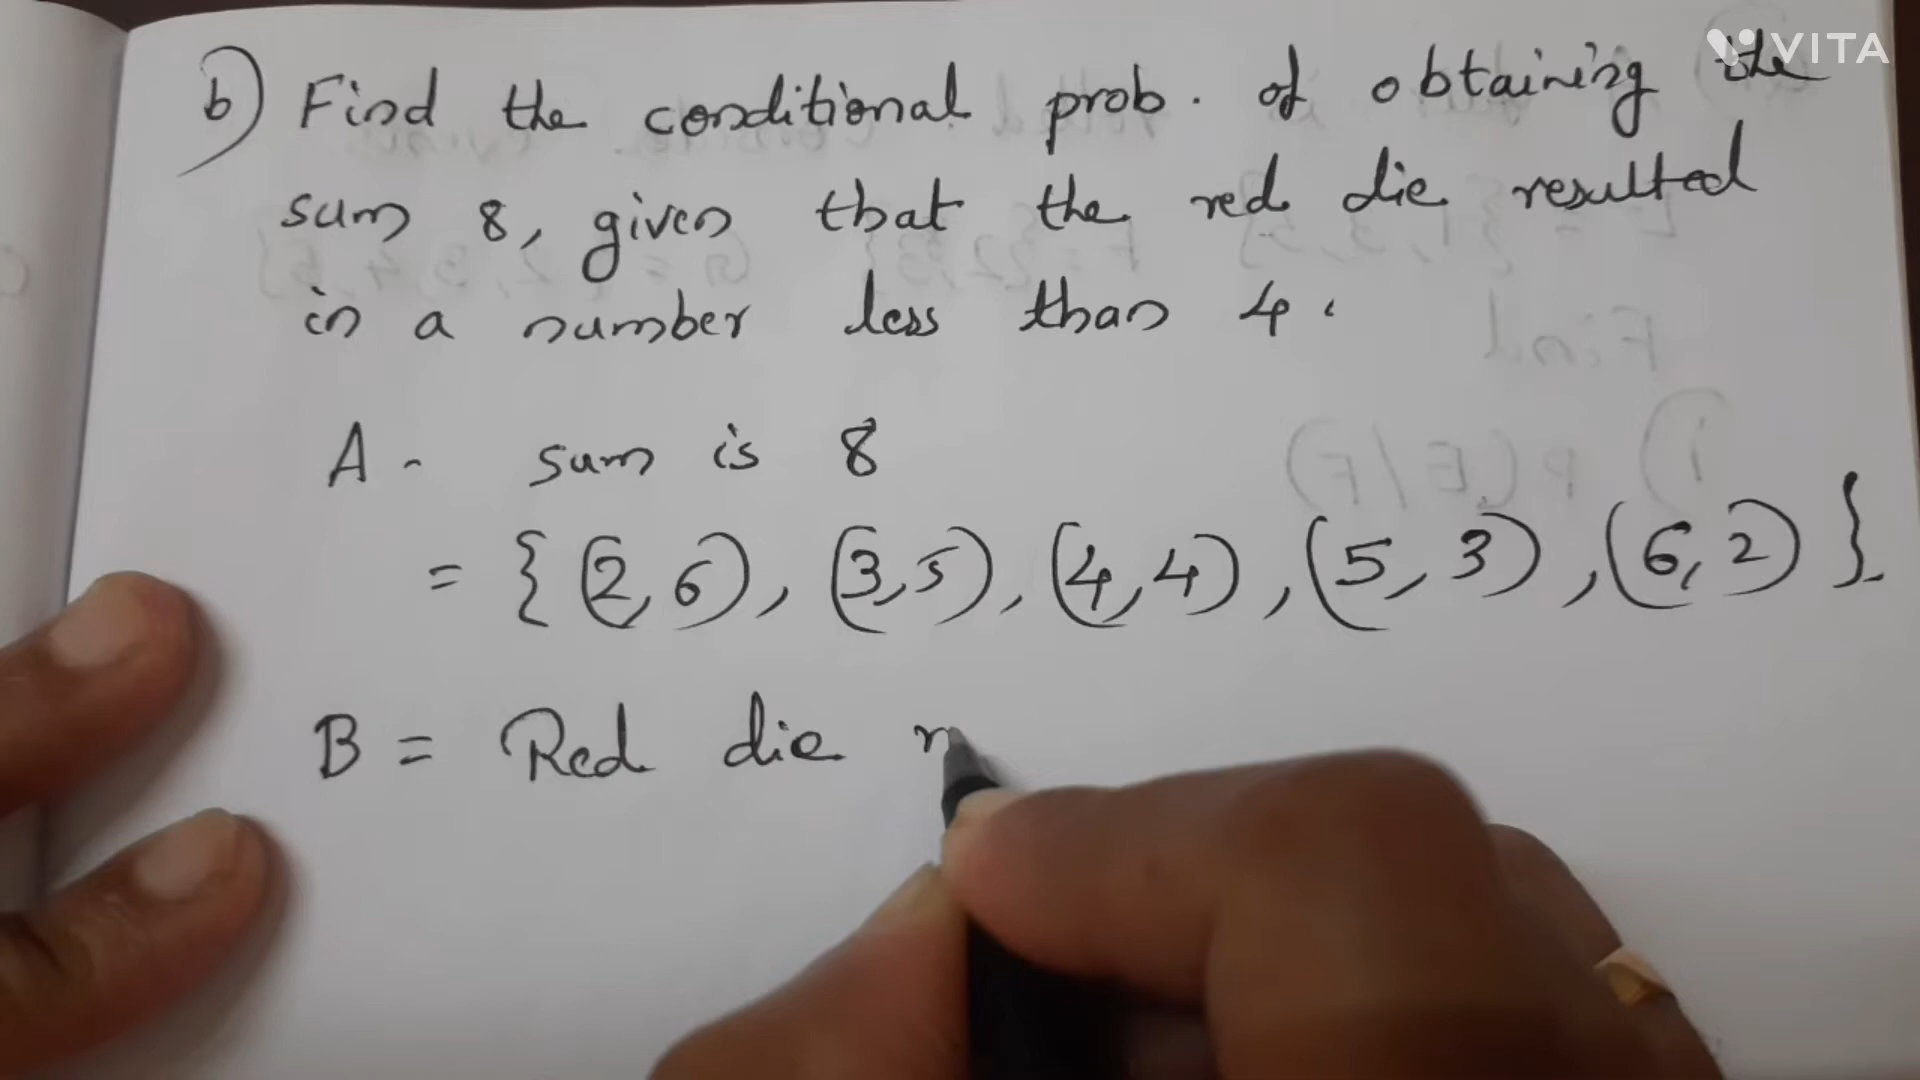 VITA
b) Find the conditional prob. of obtaining the
sum 8, given that the red die resulted
in a number less than 4.
A - sum is 8
= { (2,6), (3,5), (4,4), (5,3), (6,2) }
B = Red die r